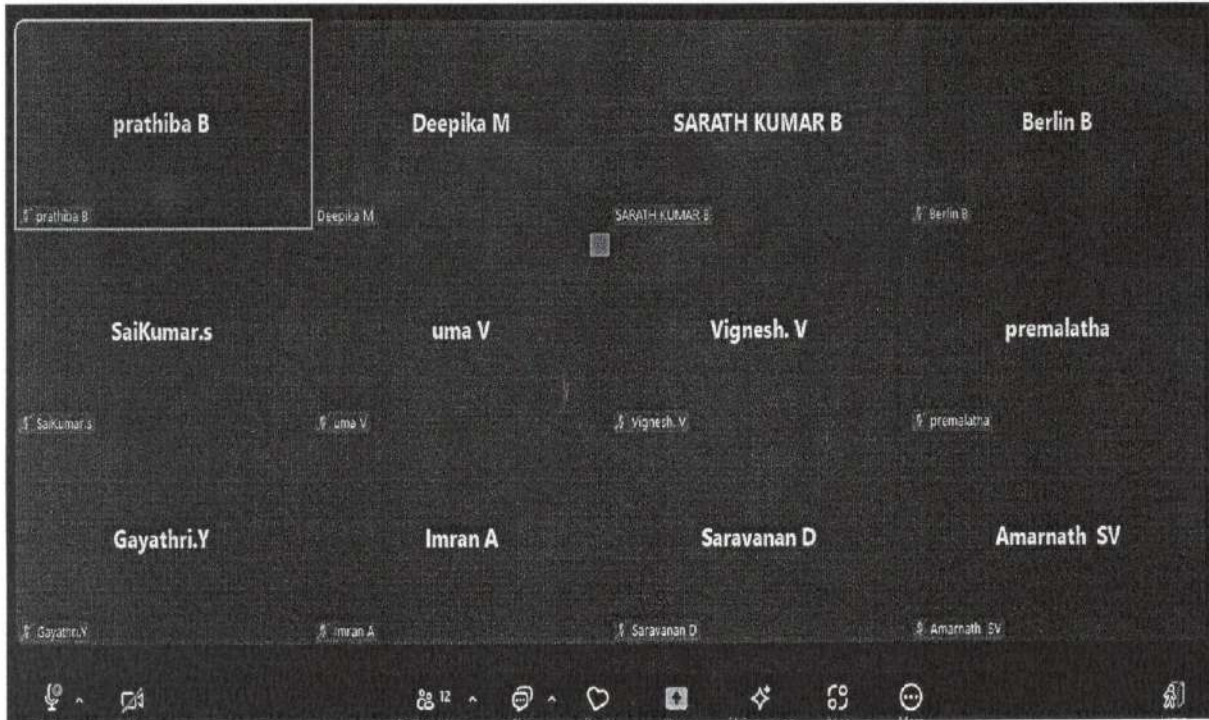 prathiba B
Deepika M
SARATH KUMAR B
Berlin B
prathiba B
Deepika M
SARATH KUMAR B
Berlin B
SaiKumar.s
uma V
Vignesh. V
premalatha
SaiKumar.s
uma V
Vignesh. V
premalatha
Gayathri.Y
Imran A
Saravanan D
Amarnath SV
Gayathri.Y
Imran A
Saravanan D
Amarnath SV
12